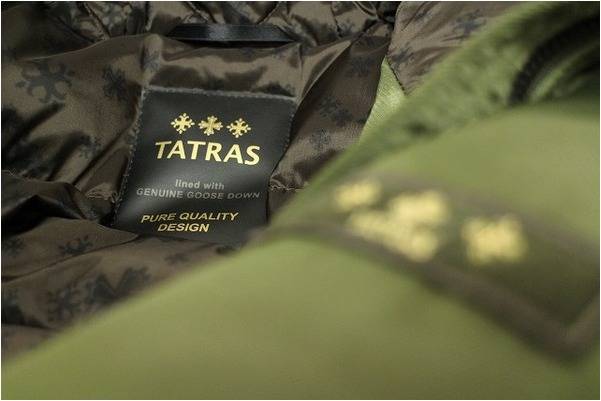 TATRAS
lined with
GENUINE GOOSE DOWN
PURE QUALITY
DESIGN